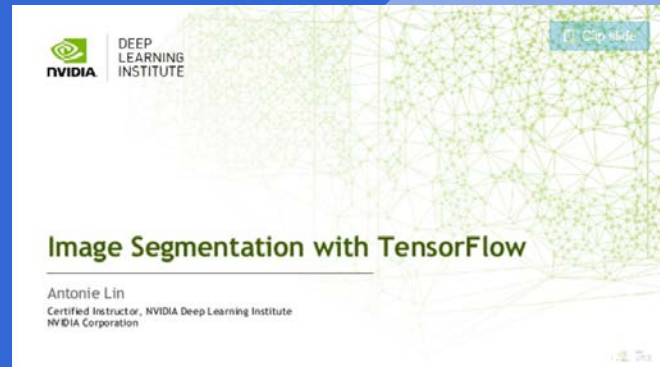 NVIDIA
DEEP
LEARNING
INSTITUTE
Clip slide
Image Segmentation with TensorFlow
Antonie Lin
Certified Instructor, NVIDIA Deep Learning Institute
NVIDIA Corporation